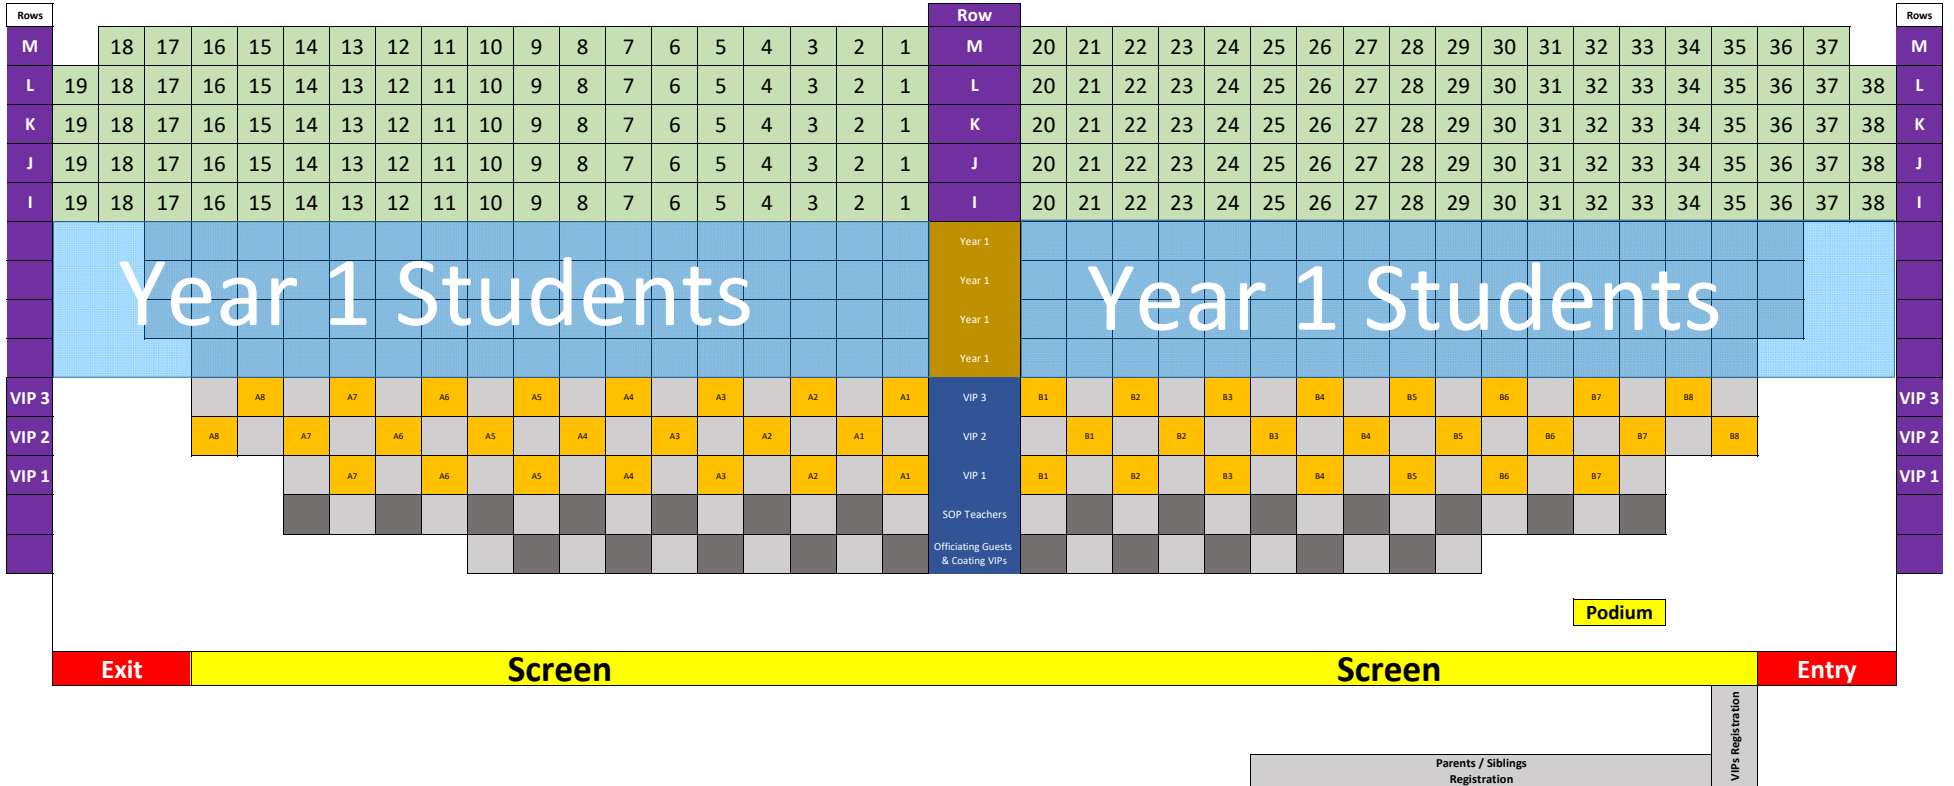 Rows Row Rows
M 18 17 16 15 14 13 12 11 10 9 8 7 6 5 4 3 2 1 M 20 21 22 23 24 25 26 27 28 29 30 31 32 33 34 35 36 37 M
L 19 18 17 16 15 14 13 12 11 10 9 8 7 6 5 4 3 2 1 L 20 21 22 23 24 25 26 27 28 29 30 31 32 33 34 35 36 37 38 L
K 19 18 17 16 15 14 13 12 11 10 9 8 7 6 5 4 3 2 1 K 20 21 22 23 24 25 26 27 28 29 30 31 32 33 34 35 36 37 38 K
J 19 18 17 16 15 14 13 12 11 10 9 8 7 6 5 4 3 2 1 J 20 21 22 23 24 25 26 27 28 29 30 31 32 33 34 35 36 37 38 J
I 19 18 17 16 15 14 13 12 11 10 9 8 7 6 5 4 3 2 1 I 20 21 22 23 24 25 26 27 28 29 30 31 32 33 34 35 36 37 38 I
Year 1
Year 1 Students Year 1 Year 1 Students
Year 1
Year 1
VIP 3 A8 A7 A6 A5 A4 A3 A2 A1 VIP 3 B1 B2 B3 B4 B5 B6 B7 B8 VIP 3
VIP 2 A8 A7 A6 A5 A4 A3 A2 A1 VIP 2 B1 B2 B3 B4 B5 B6 B7 B8 VIP 2
VIP 1 A7 A6 A5 A4 A3 A2 A1 VIP 1 B1 B2 B3 B4 B5 B6 B7 VIP 1
SOP Teachers
Officiating Guests
& Coating VIPs
Podium
Exit Screen Screen Entry
VIPs Registration
Parents / Siblings
Registration